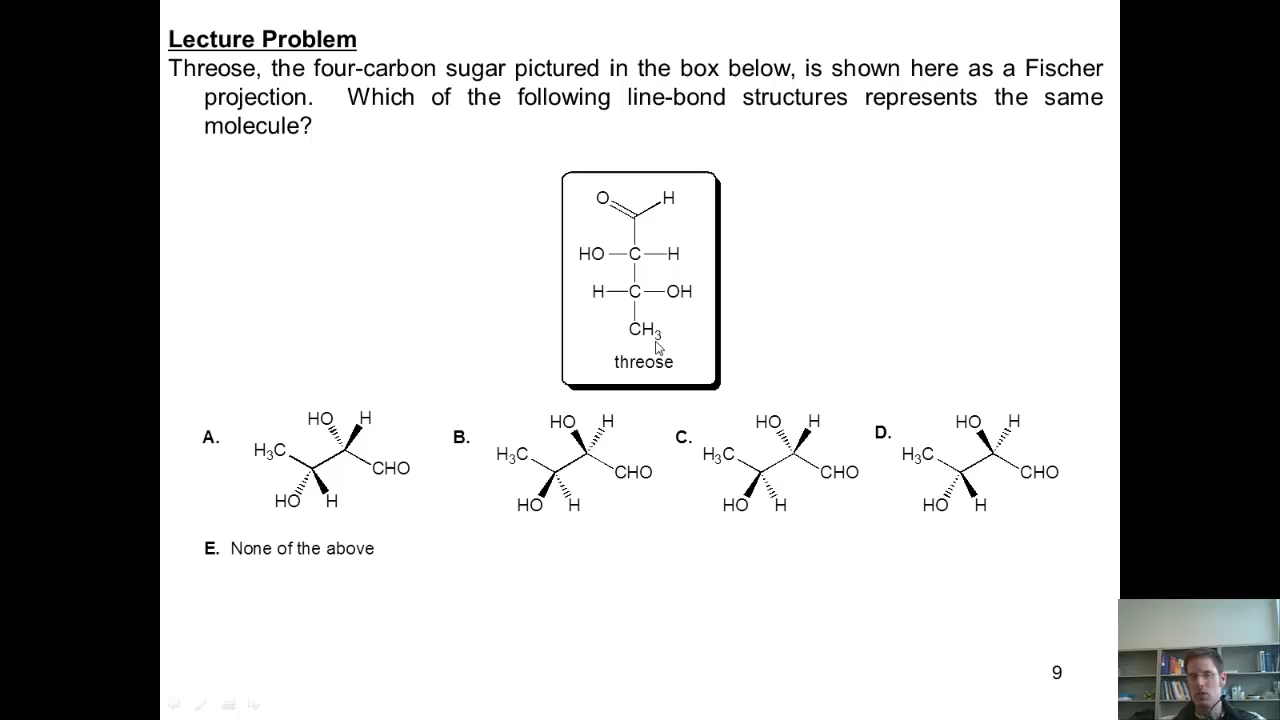 Lecture Problem
Threose, the four-carbon sugar pictured in the box below, is shown here as a Fischer
projection. Which of the following line-bond structures represents the same
molecule?
O H
HO C H
H C OH
CH₃
threose
A. HO H
H₃C
CHO
HO H
B. HO H
H₃C
CHO
HO H
C. HO H
H₃C
CHO
HO H
D. HO H
H₃C
CHO
HO H
E. None of the above
9